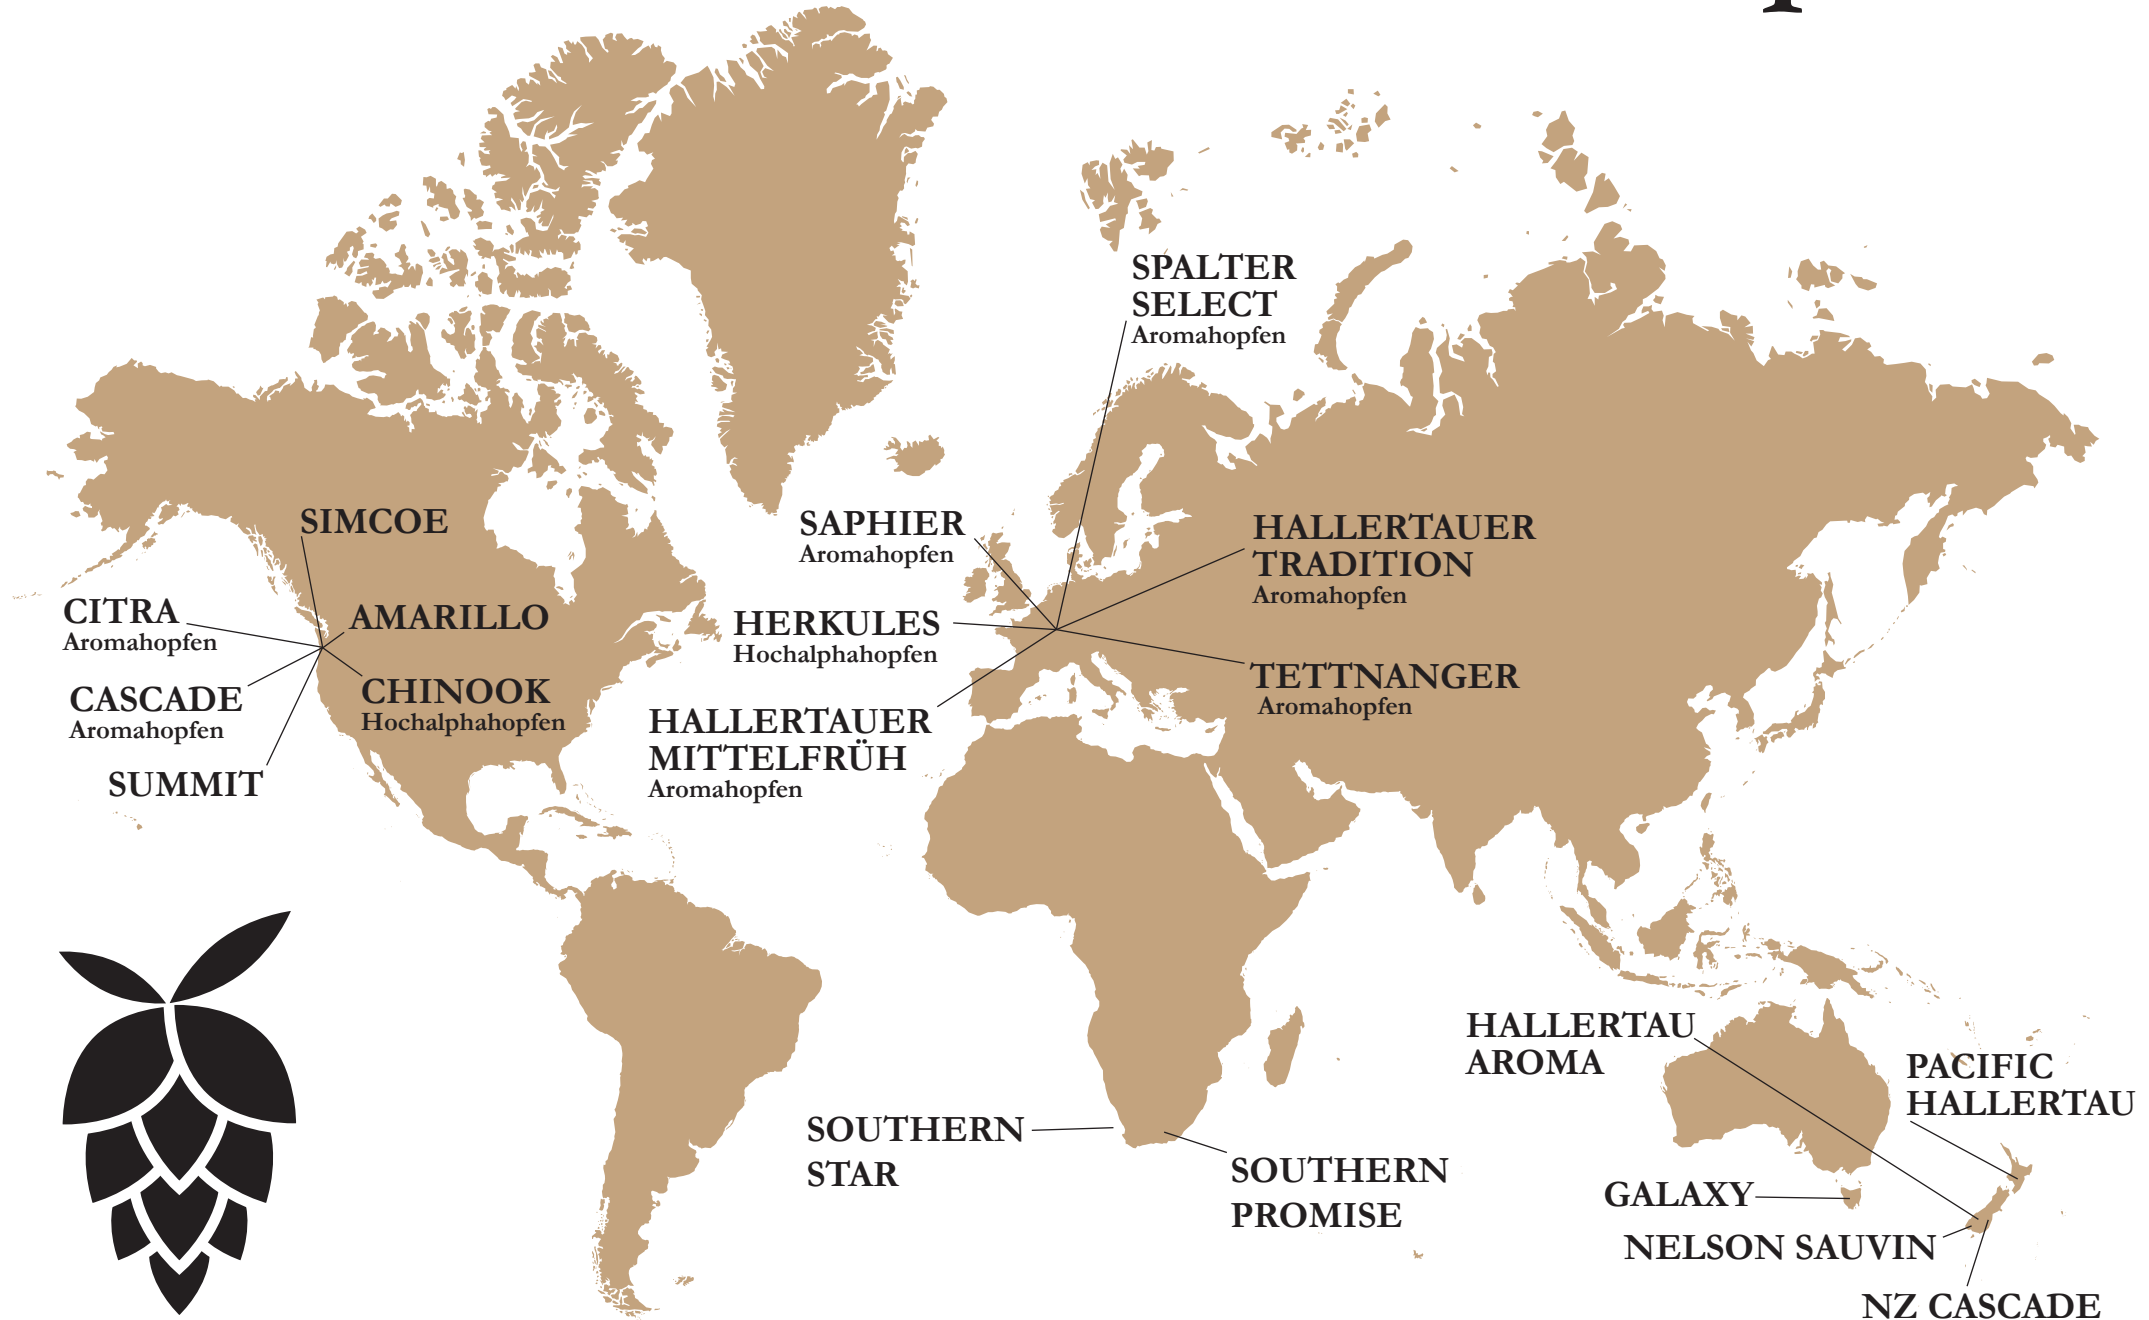 SPALTER
SELECT
Aromahopfen
SIMCOE
SAPHIER
Aromahopfen
HALLERTAUER
TRADITION
Aromahopfen
CITRA
Aromahopfen
AMARILLO
HERKULES
Hochalphahopfen
CASCADE
Aromahopfen
CHINOOK
Hochalphahopfen
TETTNANGER
Aromahopfen
HALLERTAUER
MITTELFRÜH
Aromahopfen
SUMMIT
HALLERTAU
AROMA
PACIFIC
HALLERTAU
SOUTHERN
STAR
SOUTHERN
PROMISE
GALAXY
NELSON SAUVIN
NZ CASCADE